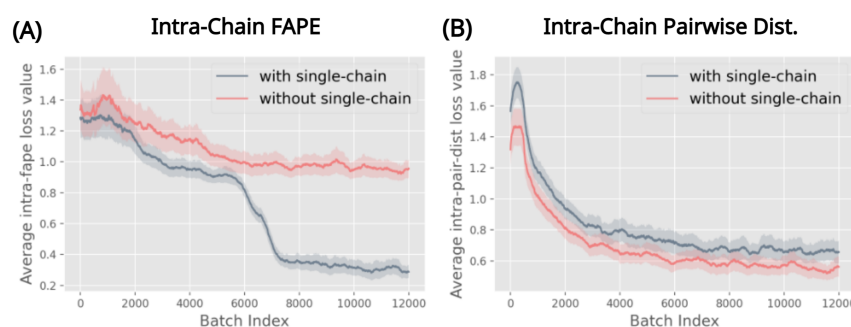 (A) Intra-Chain FAPE
Average intra-fape loss value
1.6
1.4
1.2
1.0
0.8
0.6
0.4
0.2
with single-chain
without single-chain
0 2000 4000 6000 8000 10000 12000
Batch Index
(B) Intra-Chain Pairwise Dist.
Average intra-pair-dist loss value
1.8
1.6
1.4
1.2
1.0
0.8
0.6
with single-chain
without single-chain
0 2000 4000 6000 8000 10000 12000
Batch Index